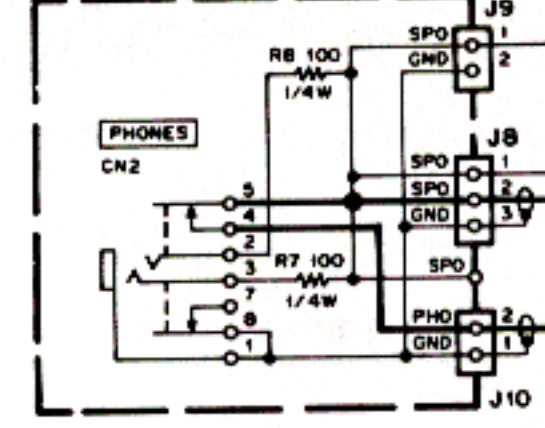 J9
SPO 1
R8 100
GND 2
1/4W
PHONES
J8
CN2
SPO 1
5
SPO 2
4
GND 3
2
R7 100
SPO
3
1/4W
7
PHO 2
8
GND 1
1
J10